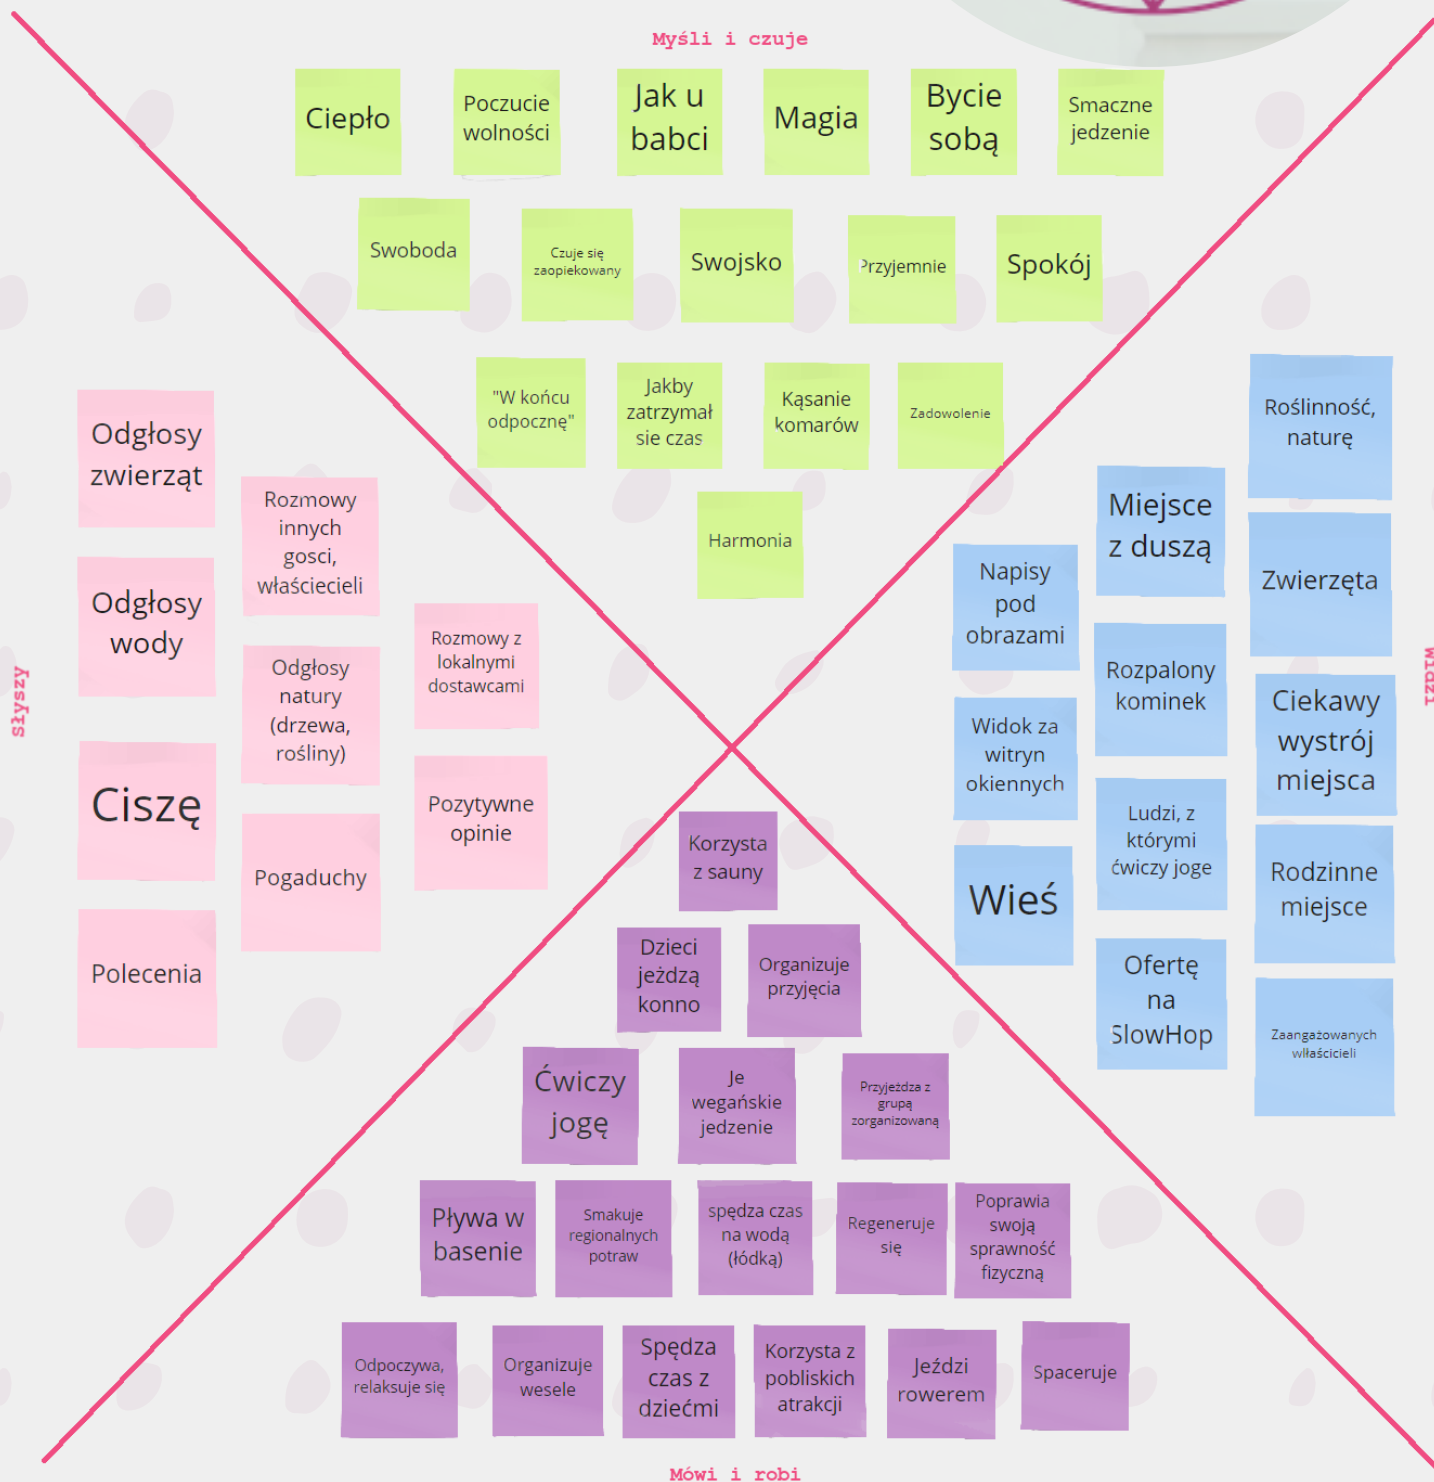 Myśli i czuje
Ciepło
Poczucie
wolności
Jak u
babci
Magia
Bycie
sobą
Smaczne
jedzenie
Swoboda
Czuje się
zaopiekowany
Swojsko
Przyjemnie
Spokój
"W końcu
odpocznę"
Jakby
zatrzymał
sie czas
Kąsanie
komarów
Zadowolenie
Harmonia
Słyszy
Odgłosy
zwierząt
Rozmowy
innych
gosci,
właściecieli
Odgłosy
wody
Rozmowy z
lokalnymi
dostawcami
Odgłosy
natury
(drzewa,
rośliny)
Ciszę
Pozytywne
opinie
Pogaduchy
Polecenia
Widzi
Roślinność,
naturę
Miejsce
z duszą
Napisy
pod
obrazami
Zwierzęta
Rozpalony
kominek
Widok za
witryn
okiennych
Ciekawy
wystrój
miejsca
Ludzi, z
którymi
ćwiczy joge
Wieś
Rodzinne
miejsce
Ofertę
na
SlowHop
Zaangażowanych
właścicieli
Korzysta
z sauny
Dzieci
jeżdzą
konno
Organizuje
przyjęcia
Ćwiczy
jogę
Je
wegańskie
jedzenie
Przyjeżdza z
grupą
zorganizowaną
Pływa w
basenie
Smakuje
regionalnych
potraw
spędza czas
na wodą
(łódką)
Regeneruje
się
Poprawia
swoją
sprawność
fizyczną
Odpoczywa,
relaksuje się
Organizuje
wesele
Spędza
czas z
dziećmi
Korzysta z
pobliskich
atrakcji
Jeździ
rowerem
Spaceruje
Mówi i robi